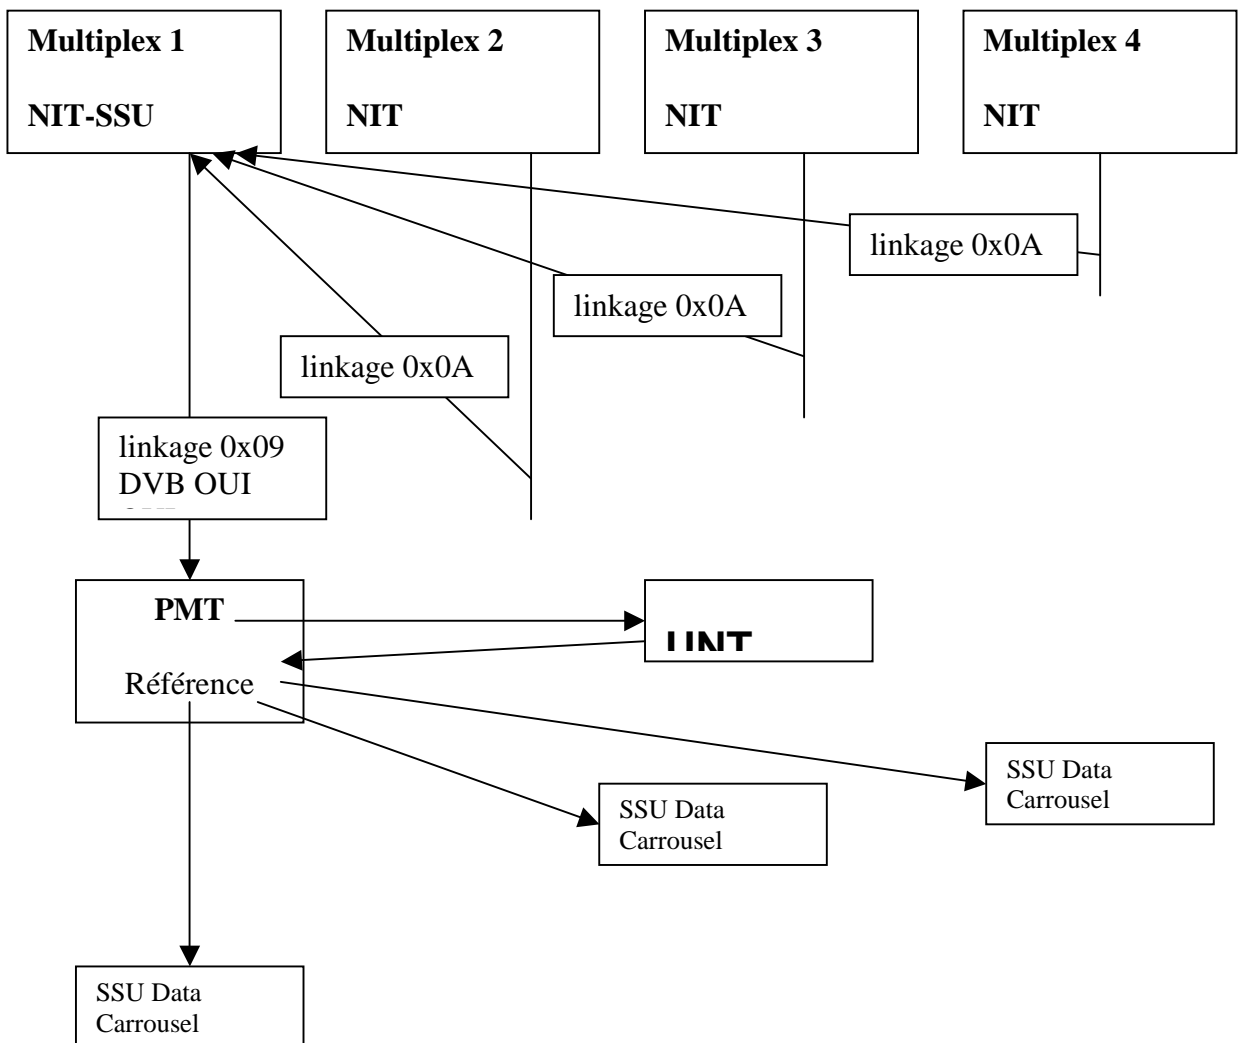 Multiplex 1
NIT-SSU
Multiplex 2
NIT
Multiplex 3
NIT
Multiplex 4
NIT
linkage 0x0A
linkage 0x0A
linkage 0x0A
linkage 0x09
DVB OUI
PMT
Référence
UNT
SSU Data
Carrousel
SSU Data
Carrousel
SSU Data
Carrousel